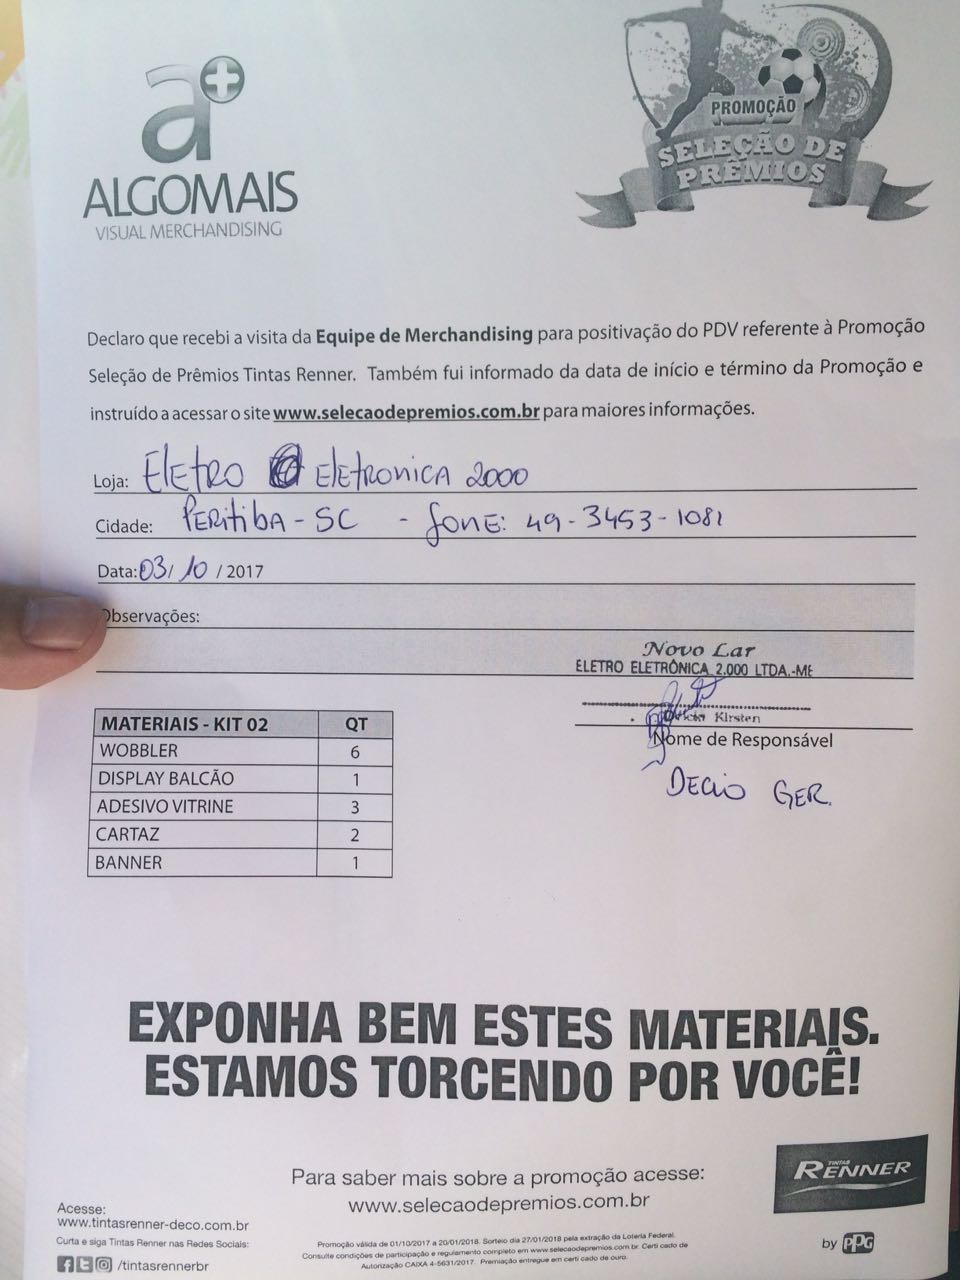 a+
ALGOMAIS
VISUAL MERCHANDISING
PROMOÇÃO
SELEÇÃO DE
PRÊMIOS
Declaro que recebi a visita da Equipe de Merchandising para positivação do PDV referente à Promoção
Seleção de Prêmios Tintas Renner. Também fui informado da data de início e término da Promoção e
instruído a acessar o site www.selecaodepremios.com.br para maiores informações.
Loja: Eletro Eletronica 2000
Cidade: Peritiba - SC - fone: 49-3453-1081
Data: 03/10/2017
Observações:
Novo Lar
ELETRO ELETRÔNICA 2.000 LTDA.-ME
Kirsten
Nome de Responsável
DECIO GER.
MATERIAIS - KIT 02 QT
WOBBLER 6
DISPLAY BALCÃO 1
ADESIVO VITRINE 3
CARTAZ 2
BANNER 1
EXPONHA BEM ESTES MATERIAIS.
ESTAMOS TORCENDO POR VOCÊ!
Para saber mais sobre a promoção acesse:
www.selecaodepremios.com.br
TINTAS
RENNER
by PPG
Acesse:
www.tintasrenner-deco.com.br
Curta e siga Tintas Renner nas Redes Sociais:
/tintasrennerbr
Promoção válida de 01/10/2017 a 20/01/2018. Sorteio dia 27/01/2018 pela extração da Loteria Federal.
Consulte condições de participação e regulamento completo em www.selecaodepremios.com.br. Certi cado de
Autorização CAIXA 4-5631/2017. Premiação entregue em certi cado de ouro.